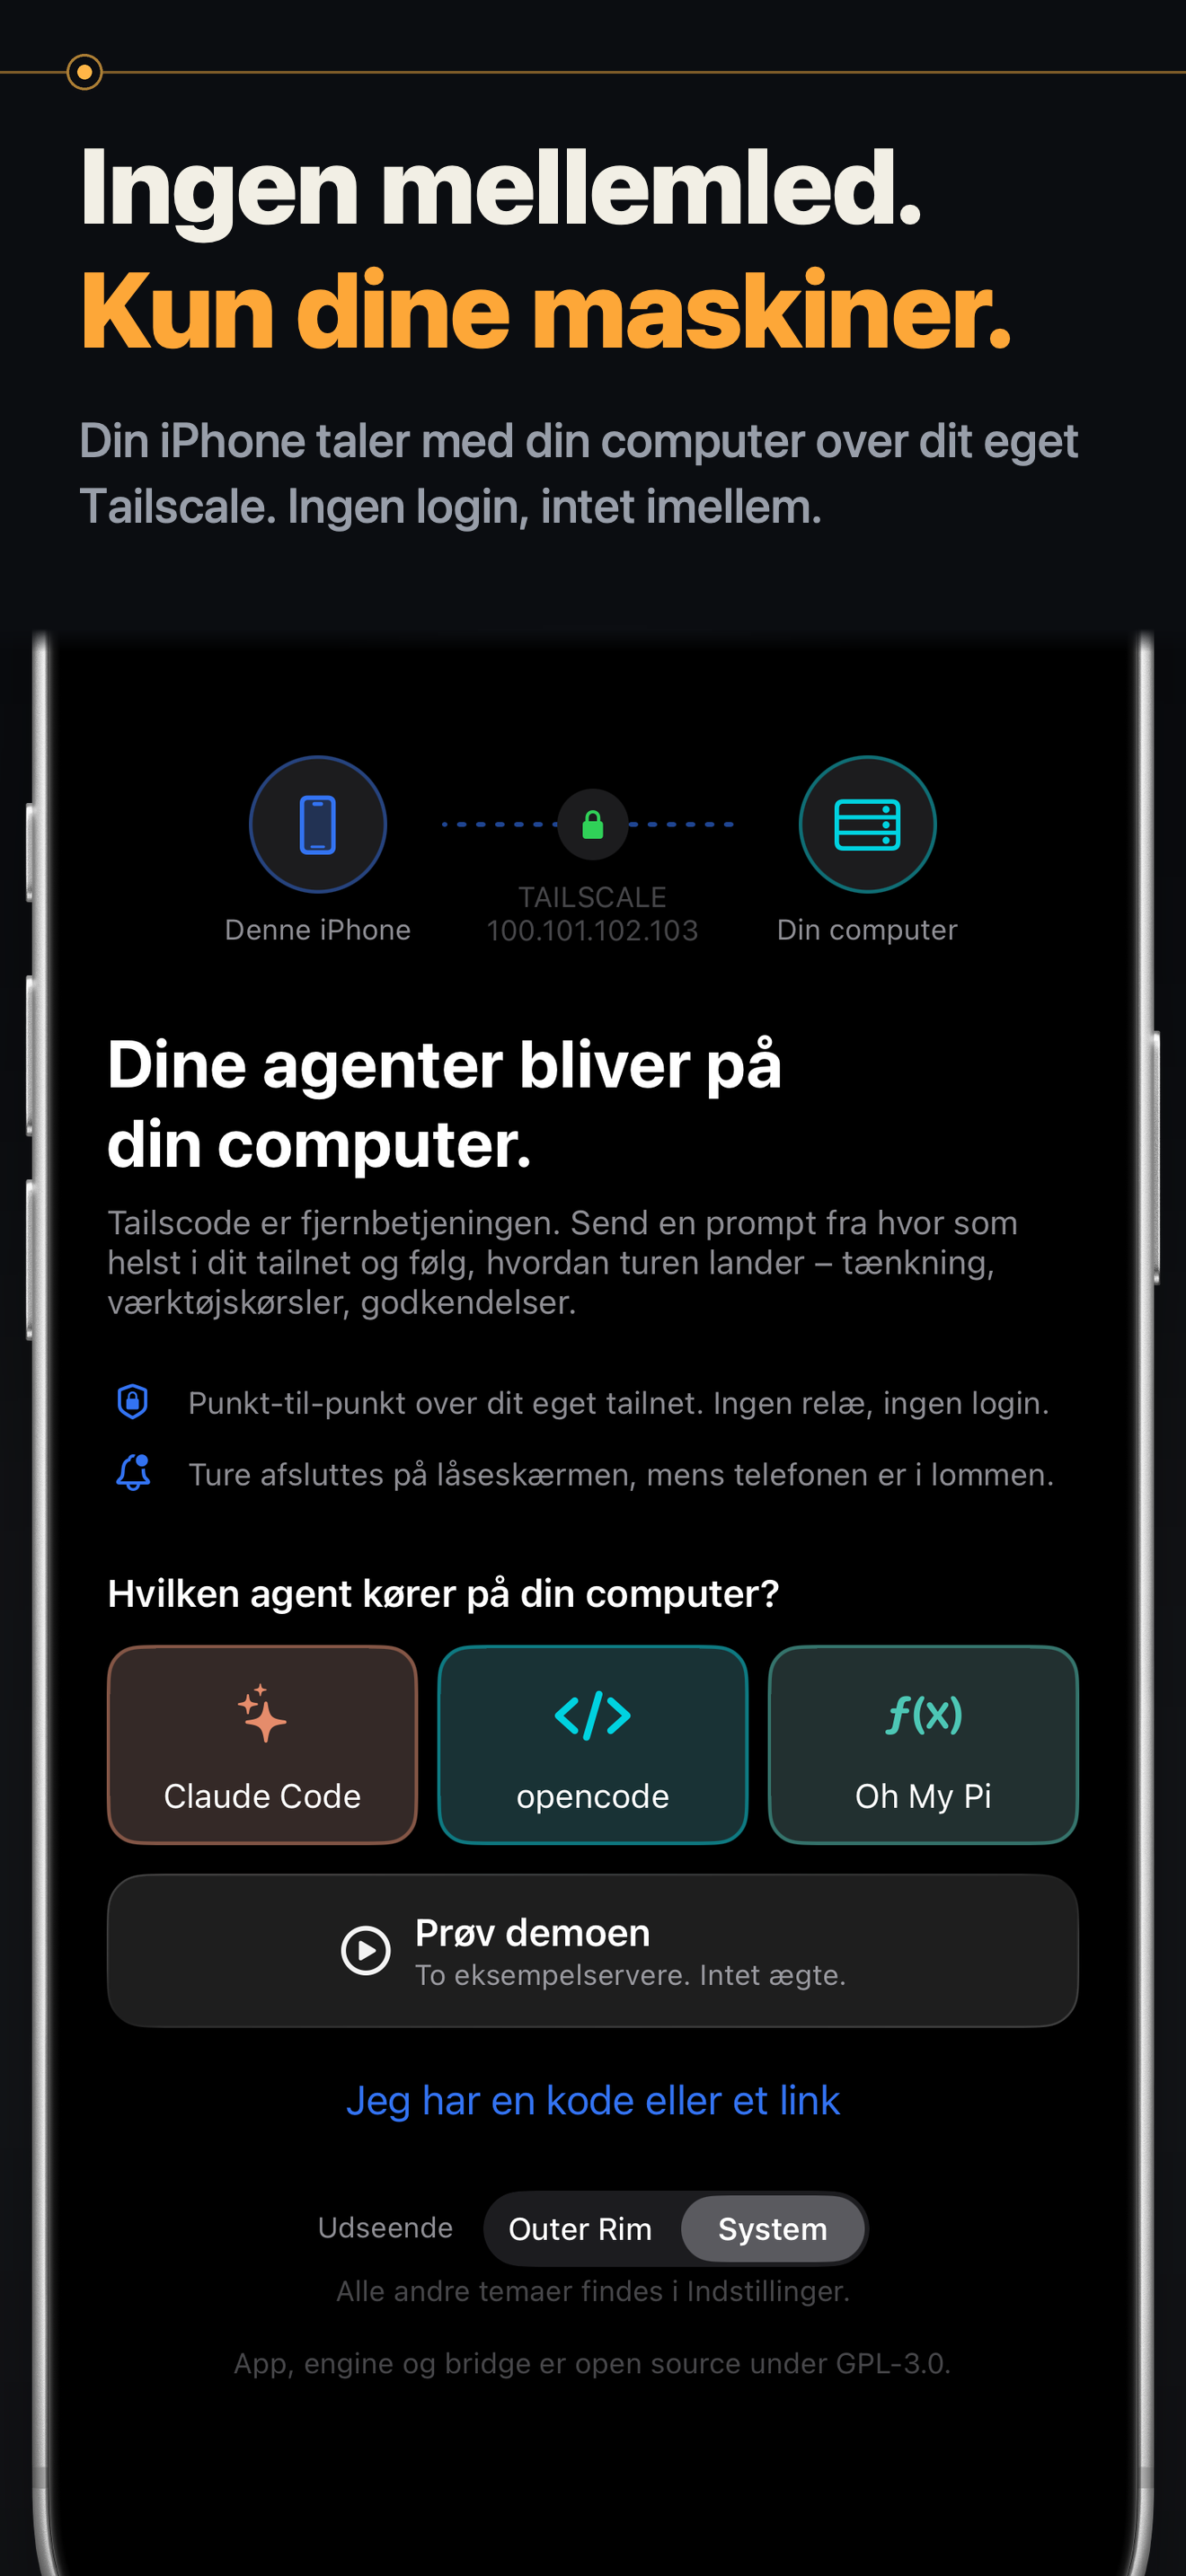 Ingen mellemled.
Kun dine maskiner.
Din iPhone taler med din computer over dit eget
Tailscale. Ingen login, intet imellem.
Denne iPhone
TAILSCALE
100.101.102.103
Din computer
Dine agenter bliver på
din computer.
Tailscode er fjernbetjeningen. Send en prompt fra hvor som
helst i dit tailnet og følg, hvordan turen lander – tænkning,
værktøjskørsler, godkendelser.
Punkt-til-punkt over dit eget tailnet. Ingen relæ, ingen login.
Ture afsluttes på låseskærmen, mens telefonen er i lommen.
Hvilken agent kører på din computer?
Claude Code
</>
opencode
ƒ(x)
Oh My Pi
Prøv demoen
To eksempelservere. Intet ægte.
Jeg har en kode eller et link
Udseende
Outer Rim
System
Alle andre temaer findes i Indstillinger.
App, engine og bridge er open source under GPL-3.0.